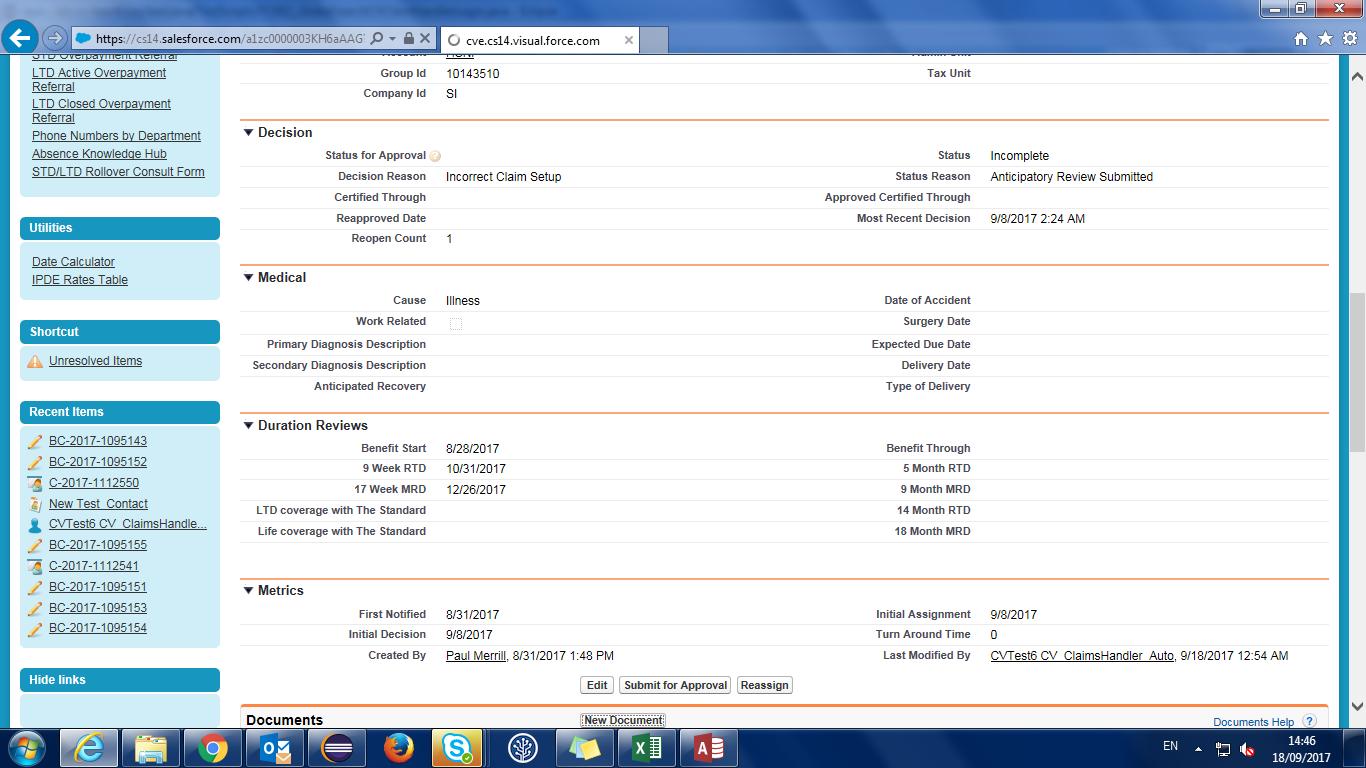 https://cs14.salesforce.com/a1zc0000003KH6aAAG
cve.cs14.visual.force.com
STD Overpayment Referral
LTD Active Overpayment
Referral
LTD Closed Overpayment
Referral
Phone Numbers by Department
Absence Knowledge Hub
STD/LTD Rollover Consult Form
Utilities
Date Calculator
IPDE Rates Table
Shortcut
Unresolved Items
Recent Items
BC-2017-1095143
BC-2017-1095152
C-2017-1112550
New Test_Contact
CVTest6 CV_ClaimsHandle...
BC-2017-1095155
C-2017-1112541
BC-2017-1095151
BC-2017-1095153
BC-2017-1095154
Hide links
Group Id 10143510 Tax Unit
Company Id SI
Decision
Status for Approval Status Incomplete
Decision Reason Incorrect Claim Setup Status Reason Anticipatory Review Submitted
Certified Through Approved Certified Through
Reapproved Date Most Recent Decision 9/8/2017 2:24 AM
Reopen Count 1
Medical
Cause Illness Date of Accident
Work Related Surgery Date
Primary Diagnosis Description Expected Due Date
Secondary Diagnosis Description Delivery Date
Anticipated Recovery Type of Delivery
Duration Reviews
Benefit Start 8/28/2017 Benefit Through
9 Week RTD 10/31/2017 5 Month RTD
17 Week MRD 12/26/2017 9 Month MRD
LTD coverage with The Standard 14 Month RTD
Life coverage with The Standard 18 Month MRD
Metrics
First Notified 8/31/2017 Initial Assignment 9/8/2017
Initial Decision 9/8/2017 Turn Around Time 0
Created By Paul Merrill, 8/31/2017 1:48 PM Last Modified By CVTest6 CV_ClaimsHandler_Auto, 9/18/2017 12:54 AM
Edit Submit for Approval Reassign
Documents New Document Documents Help ?
EN 14:46
18/09/2017